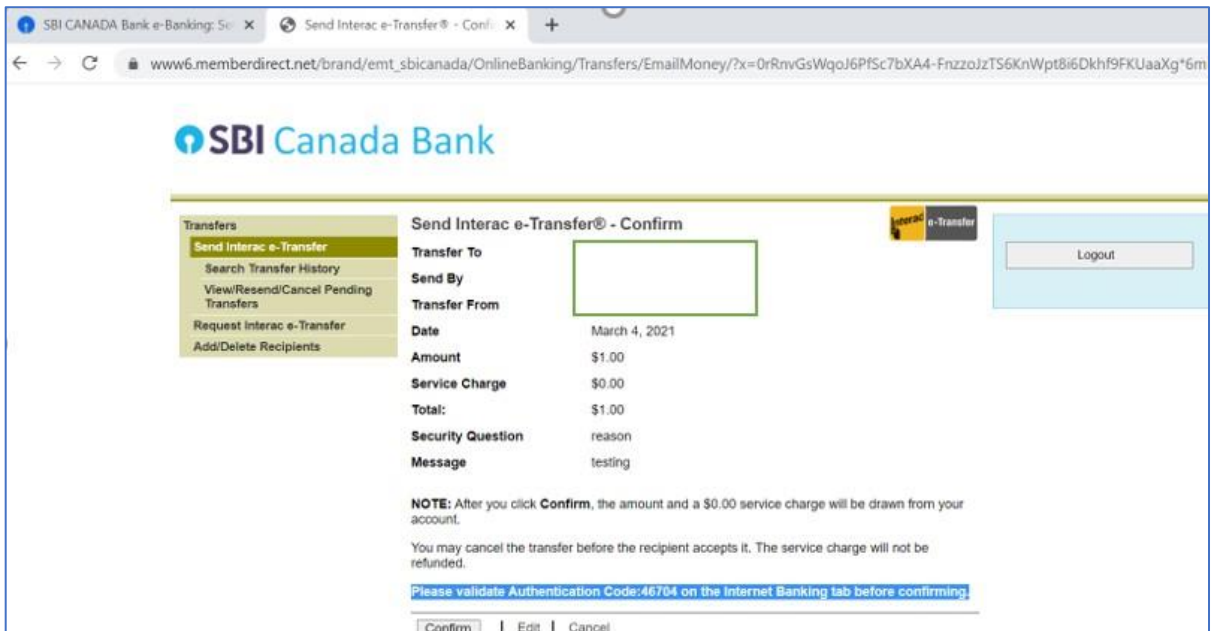 SBI CANADA Bank e-Banking: Se
Send Interac e-Transfer® - Confi
www6.memberdirect.net/brand/emt_sbicanada/OnlineBanking/Transfers/EmailMoney/?x=0rRnvGsWqoJ6PfSc7bXA4-FnzzoJzTS6KnWpt8i6Dkhf9FKUaaXg*6m
SBI Canada Bank
Transfers
Send Interac e-Transfer
Search Transfer History
View/Resend/Cancel Pending
Transfers
Request Interac e-Transfer
Add/Delete Recipients
Send Interac e-Transfer® - Confirm
Interac e-Transfer
Transfer To
Send By
Transfer From
Date March 4, 2021
Amount $1.00
Service Charge $0.00
Total: $1.00
Security Question reason
Message testing
NOTE: After you click Confirm, the amount and a $0.00 service charge will be drawn from your
account.
You may cancel the transfer before the recipient accepts it. The service charge will not be
refunded.
Please validate Authentication Code:46704 on the Internet Banking tab before confirming.
Confirm | Edit | Cancel
Logout